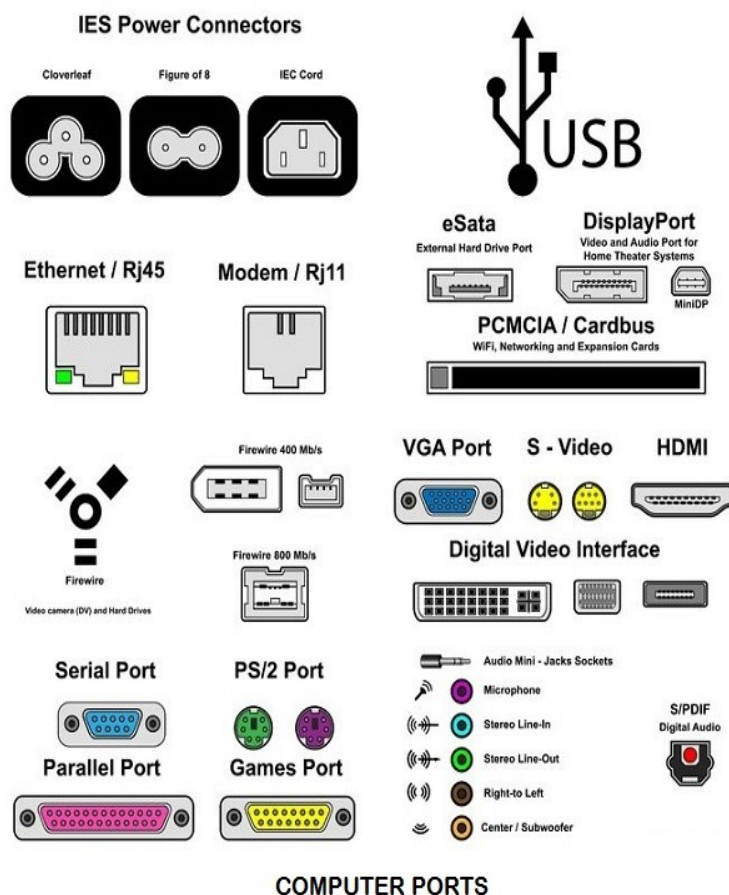 IES Power Connectors
Cloverleaf
Figure of 8
IEC Cord
USB
eSata
External Hard Drive Port
DisplayPort
Video and Audio Port for
Home Theater Systems
MiniDP
Ethernet / Rj45
Modem / Rj11
PCMCIA / Cardbus
WiFi, Networking and Expansion Cards
Firewire
Video camera (DV) and Hard Drives
Firewire 400 Mb/s
Firewire 800 Mb/s
VGA Port
S - Video
HDMI
Digital Video Interface
Serial Port
PS/2 Port
Parallel Port
Games Port
Audio Mini - Jacks Sockets
Microphone
Stereo Line-In
Stereo Line-Out
Right-to Left
Center / Subwoofer
S/PDIF
Digital Audio
COMPUTER PORTS